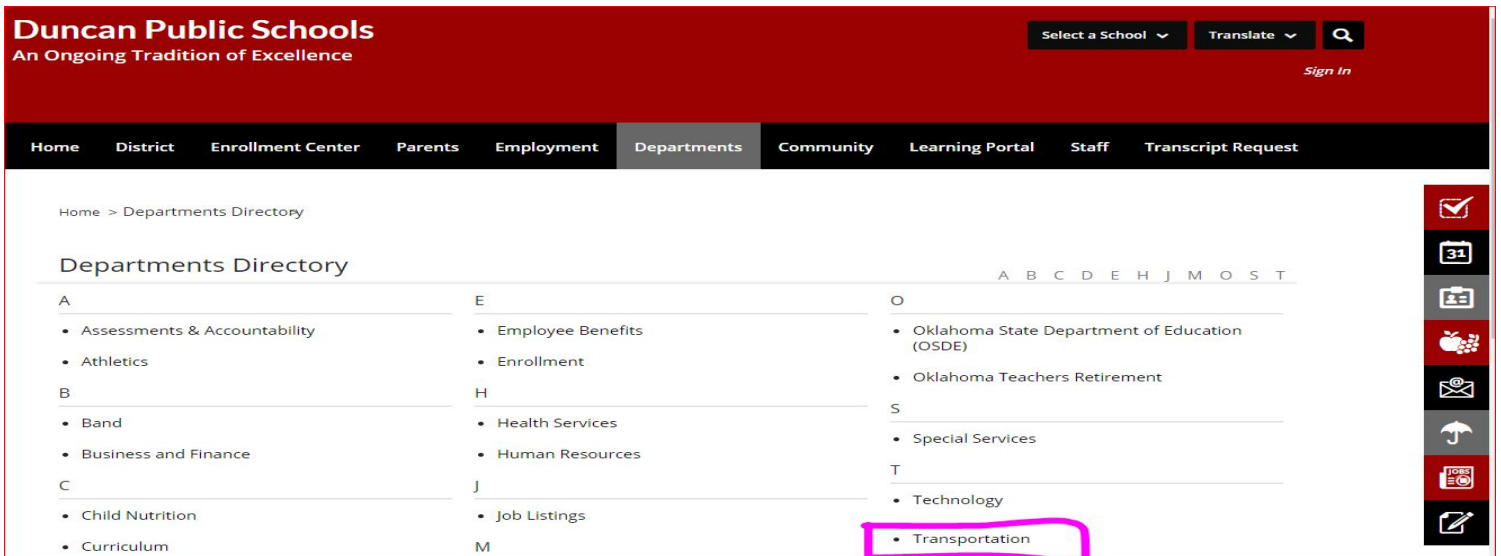 Duncan Public Schools
An Ongoing Tradition of Excellence
Select a School
Translate
Sign In
Home District Enrollment Center Parents Employment Departments Community Learning Portal Staff Transcript Request
Home > Departments Directory
Departments Directory
A B C D E H J M O S T
A
• Assessments & Accountability
• Athletics
B
• Band
• Business and Finance
C
• Child Nutrition
• Curriculum
E
• Employee Benefits
• Enrollment
H
• Health Services
• Human Resources
J
• Job Listings
M
O
• Oklahoma State Department of Education
(OSDE)
• Oklahoma Teachers Retirement
S
• Special Services
T
• Technology
• Transportation
31
@
JOBS